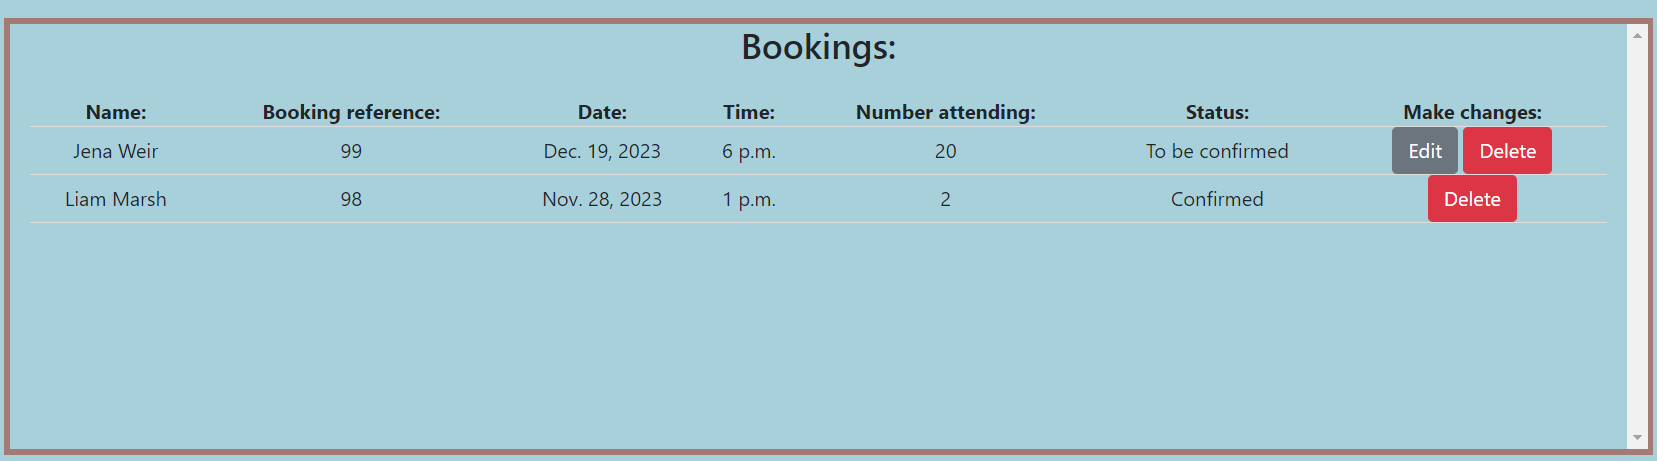 Bookings:
Name: Booking reference: Date: Time: Number attending: Status: Make changes:
Jena Weir 99 Dec. 19, 2023 6 p.m. 20 To be confirmed Edit Delete
Liam Marsh 98 Nov. 28, 2023 1 p.m. 2 Confirmed Delete